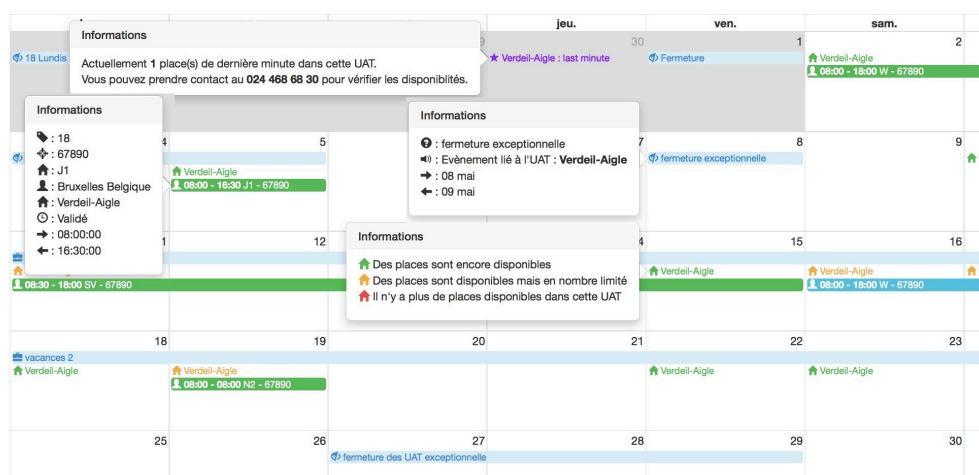 jeu.
ven.
sam.
Informations
Actuellement 1 place(s) de dernière minute dans cette UAT.
Vous pouvez prendre contact au 024 468 68 30 pour vérifier les disponiblités.
30
1
2
18 Lundis
Verdeil-Aigle : last minute
Fermeture
Verdeil-Aigle
08:00 - 18:00 W - 67890
Informations
: 18
: 67890
: J1
: Bruxelles Belgique
: Verdeil-Aigle
: Validé
: 08:00:00
: 16:30:00
4
5
7
8
9
Verdeil-Aigle
08:00 - 16:30 J1 - 67890
Informations
: fermeture exceptionnelle
: Evènement lié à l'UAT : Verdeil-Aigle
: 08 mai
: 09 mai
fermeture exceptionnelle
12
15
16
Informations
Des places sont encore disponibles
Des places sont disponibles mais en nombre limité
Il n'y a plus de places disponibles dans cette UAT
Verdeil-Aigle
Verdeil-Aigle
08:30 - 18:00 SV - 67890
08:00 - 18:00 W - 67890
18
19
20
21
22
23
vacances 2
Verdeil-Aigle
Verdeil-Aigle
Verdeil-Aigle
Verdeil-Aigle
08:00 - 08:00 N2 - 67890
25
26
27
28
29
30
fermeture des UAT exceptionnelle